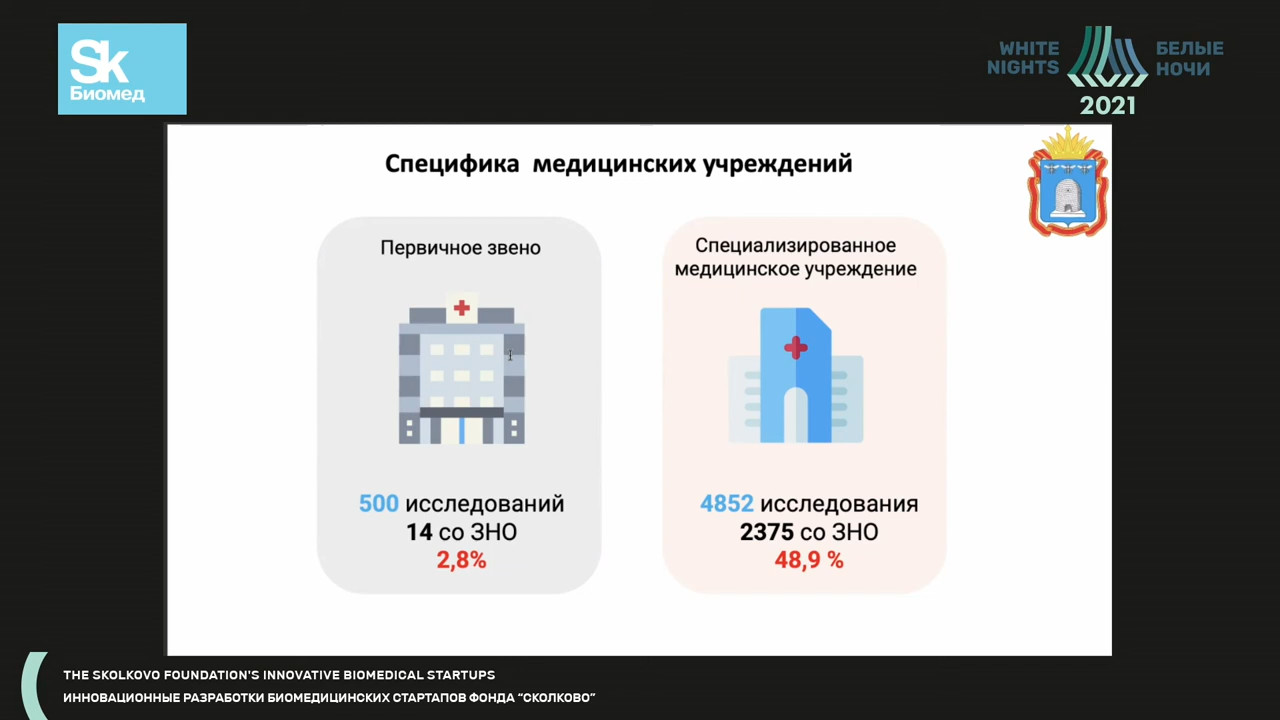 Sk
Биомед
WHITE
NIGHTS
БЕЛЫЕ
НОЧИ
2021
Специфика медицинских учреждений
Первичное звено
500 исследований
14 со ЗНО
2,8%
Специализированное
медицинское учреждение
4852 исследования
2375 со ЗНО
48,9 %
THE SKOLKOVO FOUNDATION'S INNOVATIVE BIOMEDICAL STARTUPS
ИННОВАЦИОННЫЕ РАЗРАБОТКИ БИОМЕДИЦИНСКИХ СТАРТАПОВ ФОНДА "СКОЛКОВО"